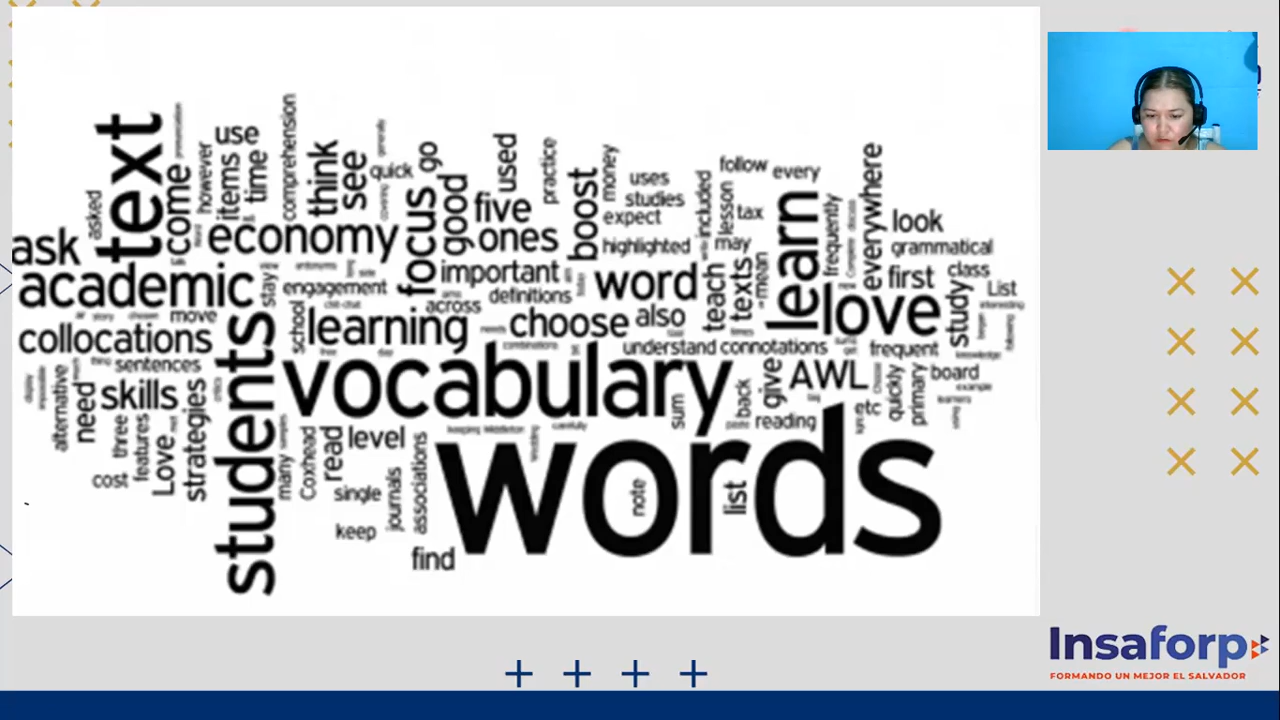 text
use
comprehension
think
see
quick
go
used
practice
boost
money
uses
studies
expect
highlighted
follow
every
included
lesson
tax
may
learn
frequently
everywhere
look
grammatical
asked
come
however
items
time
ask
economy
focus
good
five
ones
important
definitions
word
teach
texts
mean
first
class
study
List
academic
stay
engagement
across
move
school
learning
choose
also
love
collocations
sentences
understand
connotations
frequent
alternative
need
skills
students
vocabulary
sum
back
give
AWL
quickly
primary
board
example
three
features
Love
strategies
cost
many
Coxhead
read
level
reading
etc
single
journals
associations
keep
find
words
note
list
Insaforp
FORMANDO UN MEJOR EL SALVADOR